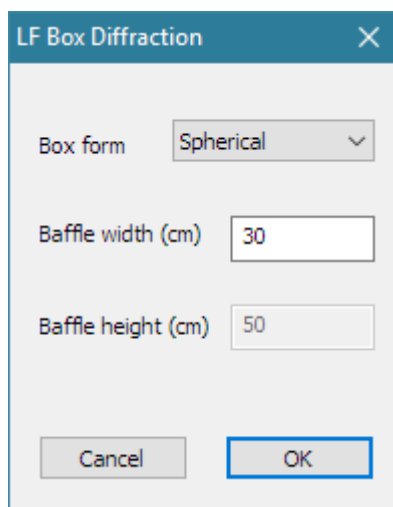 LF Box Diffraction
Box form Spherical
Baffle width (cm) 30
Baffle height (cm) 50
Cancel OK